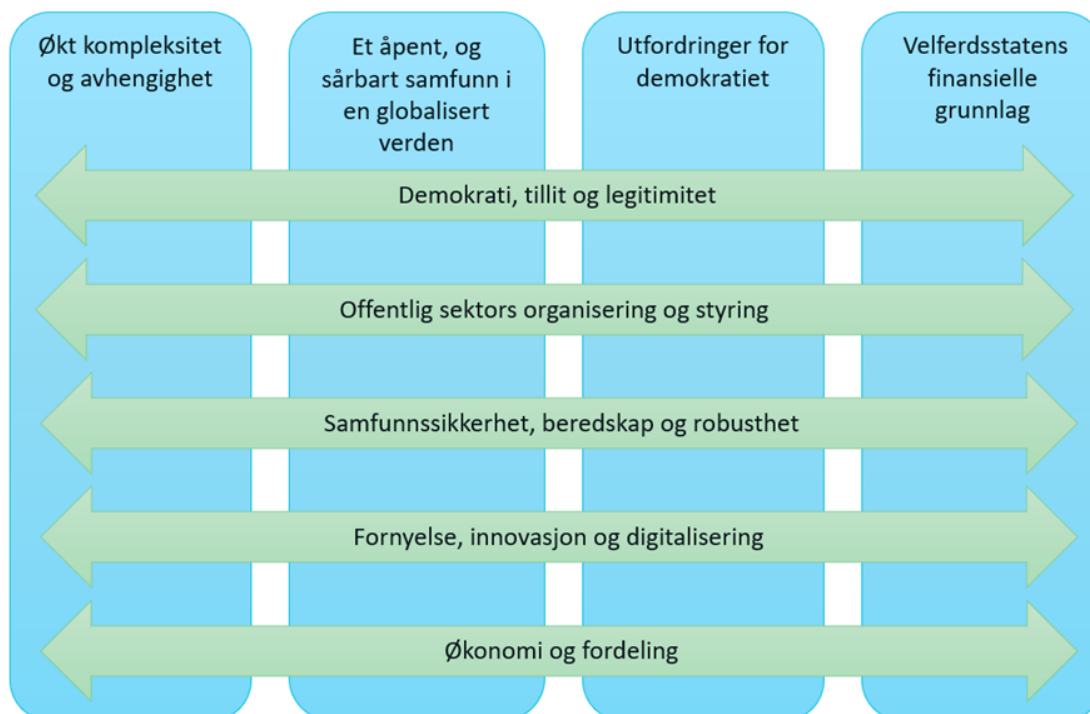 Økt kompleksitet
og avhengighet
Et åpent, og
sårbart samfunn i
en globalisert
verden
Utfordringer for
demokratiet
Velferdsstatens
finansielle
grunnlag
Demokrati, tillit og legitimitet
Offentlig sektors organisering og styring
Samfunnssikkerhet, beredskap og robusthet
Fornyelse, innovasjon og digitalisering
Økonomi og fordeling